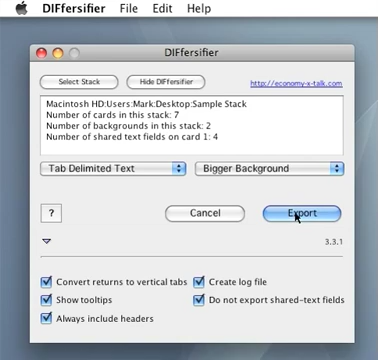 DIFfersifier File Edit Help
DIFfersifier
Select Stack Hide DIFfersifier http://economy-x-talk.com
Macintosh HD:Users:Mark:Desktop:Sample Stack
Number of cards in this stack: 7
Number of backgrounds in this stack: 2
Number of shared text fields on card 1: 4
Tab Delimited Text Bigger Background
? Cancel Export
3.3.1
Convert returns to vertical tabs Create log file
Show tooltips Do not export shared-text fields
Always include headers